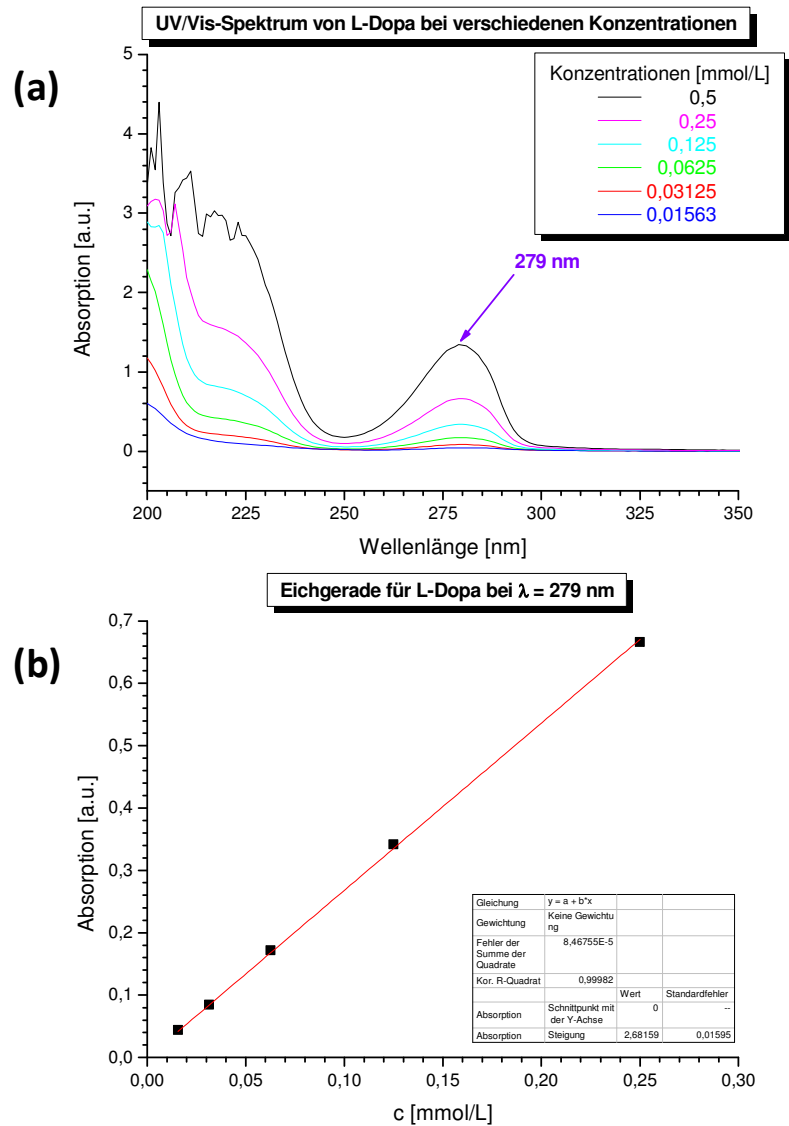 UV/Vis-Spektrum von L-Dopa bei verschiedenen Konzentrationen
(a)
5
4
3
2
1
0
Absorption [a.u.]
Konzentrationen [mmol/L]
0,5
0,25
0,125
0,0625
0,03125
0,01563
279 nm
200 225 250 275 300 325 350
Wellenlänge [nm]
Eichgerade für L-Dopa bei λ = 279 nm
(b)
0,7
0,6
0,5
0,4
0,3
0,2
0,1
0,0
Absorption [a.u.]
Gleichung y = a + b*x
Gewichtung Keine Gewichtu
ng
Fehler der
Summe der
Quadrate 8,46755E-5
Kor. R-Quadrat 0,99982
Wert Standardfehler
Absorption Schnittpunkt mit
der Y-Achse 0 --
Absorption Steigung 2,68159 0,01595
0,00 0,05 0,10 0,15 0,20 0,25 0,30
c [mmol/L]